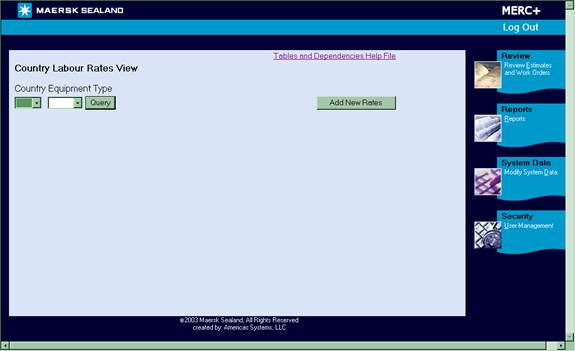 MAERSK SEALAND
MERC+
Log Out
Tables and Dependencies Help File
Country Labour Rates View
Country Equipment Type
Query
Add New Rates
Review
Review Estimates
and Work Orders
Reports
Reports
System Data
Modify System Data
Security
User Management
©2003 Maersk Sealand, All Rights Reserved
created by: Americas Systems, LLC